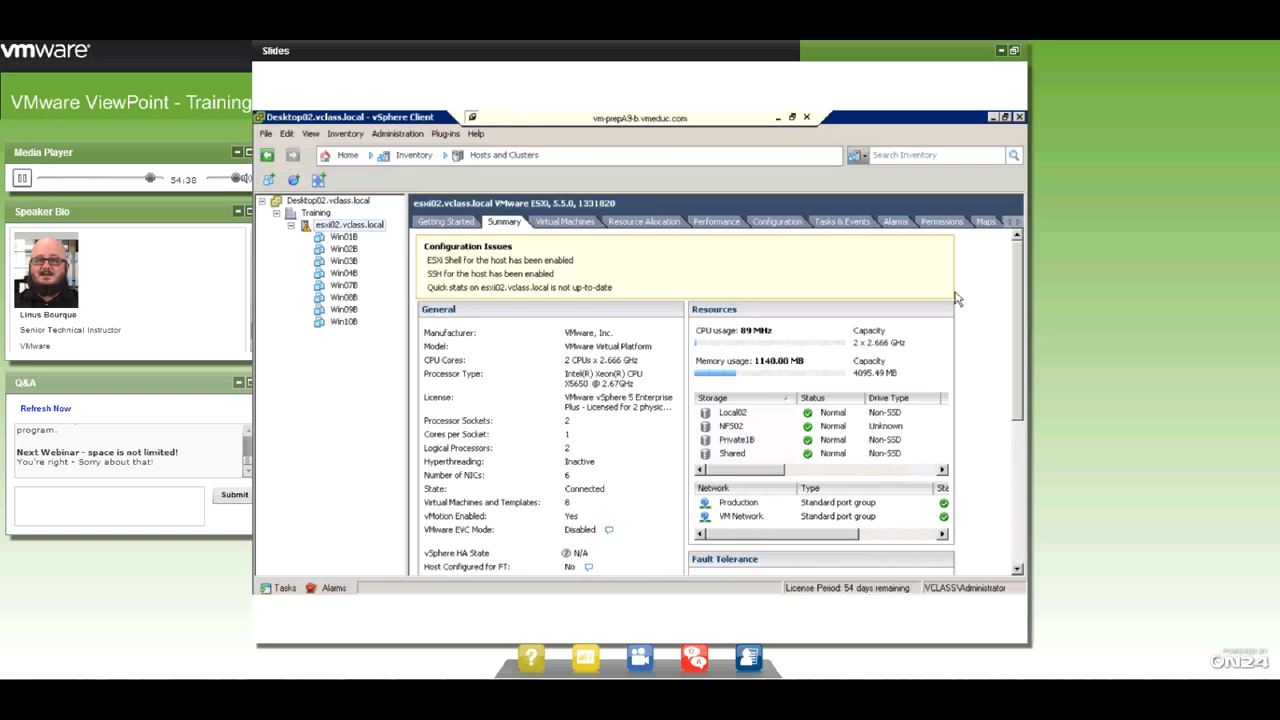 vmware®
Slides
VMware ViewPoint - Training
Media Player
54:38
Speaker Bio
Linus Bourque
Senior Technical Instructor
VMware
Q&A
Refresh Now
program.
Next Webinar - space is not limited!
You're right - Sorry about that!
Submit
Desktop02.vclass.local - vSphere Client
vm-prepA9-b.vmeduc.com
File Edit View Inventory Administration Plug-ins Help
Home Inventory Hosts and Clusters
Search Inventory
Desktop02.vclass.local
Training
esxi02.vclass.local
Win01B
Win02B
Win03B
Win04B
Win07B
Win08B
Win09B
Win10B
esxi02.vclass.local VMware ESXi, 5.5.0, 1331820
Getting Started Summary Virtual Machines Resource Allocation Performance Configuration Tasks & Events Alarms Permissions Maps
Configuration Issues
ESXi Shell for the host has been enabled
SSH for the host has been enabled
Quick stats on esxi02.vclass.local is not up-to-date
General
Manufacturer: VMware, Inc.
Model: VMware Virtual Platform
CPU Cores: 2 CPUs x 2.666 GHz
Processor Type: Intel(R) Xeon(R) CPU
X5650 @ 2.67GHz
License: VMware vSphere 5 Enterprise
Plus - Licensed for 2 physic...
Processor Sockets: 2
Cores per Socket: 1
Logical Processors: 2
Hyperthreading: Inactive
Number of NICs: 6
State: Connected
Virtual Machines and Templates: 8
vMotion Enabled: Yes
VMware EVC Mode: Disabled
vSphere HA State N/A
Host Configured for FT: No
Resources
CPU usage: 89 MHz Capacity
2 x 2.666 GHz
Memory usage: 1140.00 MB Capacity
4095.49 MB
Storage Status Drive Type
Local02 Normal Non-SSD
NFS02 Normal Unknown
Private1B Normal Non-SSD
Shared Normal Non-SSD
Network Type Sta
Production Standard port group
VM Network Standard port group
Fault Tolerance
Tasks Alarms
License Period: 54 days remaining VCLASS\Administrator
POWERED BY
ON24